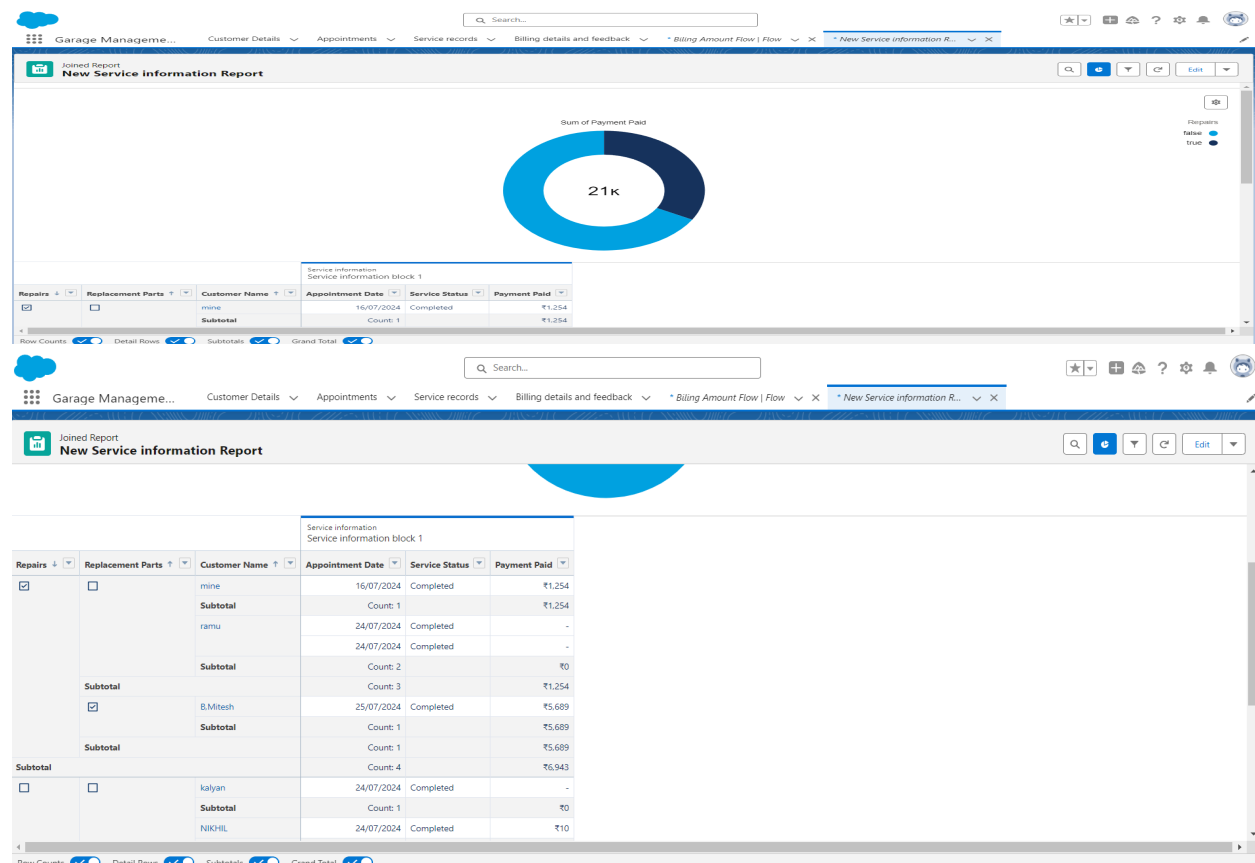 Search...
Garage Manageme... Customer Details Appointments Service records Billing details and feedback * Biling Amount Flow | Flow * New Service information R...
Joined Report
New Service information Report
Edit
Sum of Payment Paid
Repairs
false
true
21K
Service information
Service information block 1
Repairs ↓ Replacement Parts ↑ Customer Name ↑ Appointment Date Service Status Payment Paid
mine 16/07/2024 Completed ₹1,254
Subtotal Count: 1 ₹1,254
Row Counts Detail Rows Subtotals Grand Total
Search...
Garage Manageme... Customer Details Appointments Service records Billing details and feedback * Biling Amount Flow | Flow * New Service information R...
Joined Report
New Service information Report
Edit
Service information
Service information block 1
Repairs ↓ Replacement Parts ↑ Customer Name ↑ Appointment Date Service Status Payment Paid
mine 16/07/2024 Completed ₹1,254
Subtotal Count: 1 ₹1,254
ramu 24/07/2024 Completed -
24/07/2024 Completed -
Subtotal Count: 2 ₹0
Subtotal Count: 3 ₹1,254
B.Mitesh 25/07/2024 Completed ₹5,689
Subtotal Count: 1 ₹5,689
Subtotal Count: 1 ₹5,689
Subtotal Count: 4 ₹6,943
kalyan 24/07/2024 Completed -
Subtotal Count: 1 ₹0
NIKHIL 24/07/2024 Completed ₹10
Row Counts Detail Rows Subtotals Grand Total